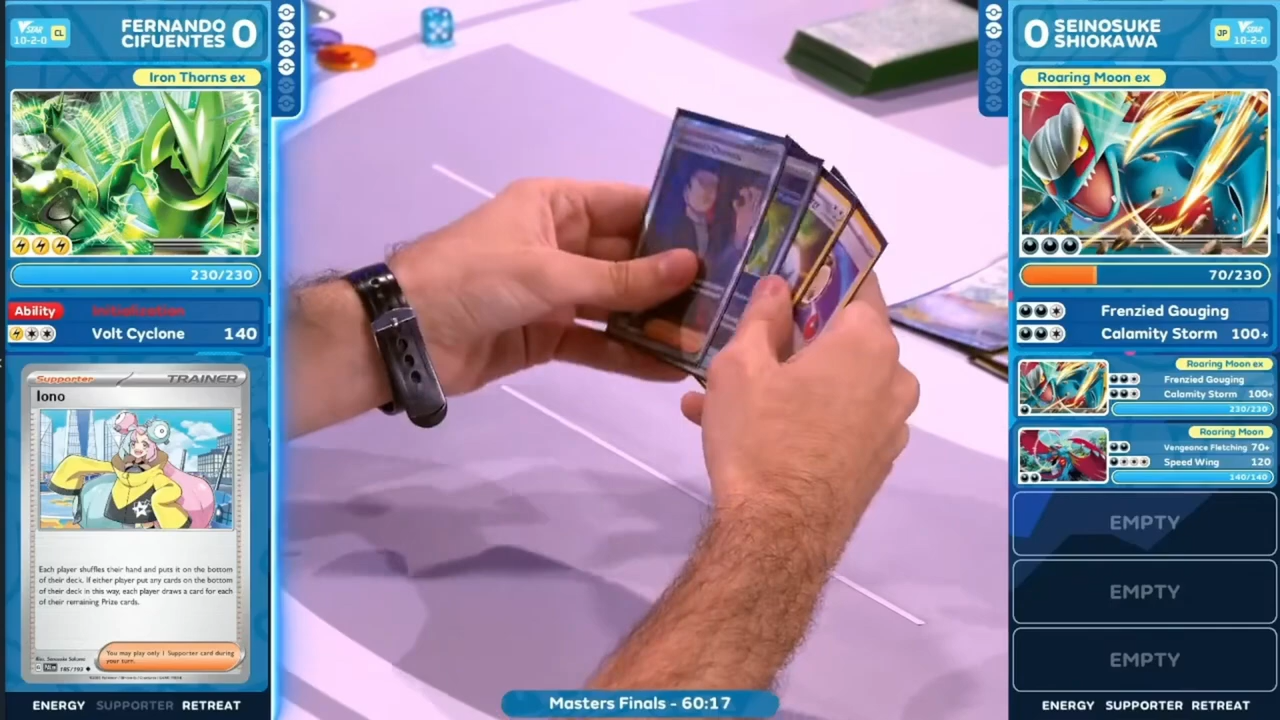 VSTAR
10-2-0
CL
FERNANDO
CIFUENTES
0
Iron Thorns ex
230/230
Ability Initialization
Volt Cyclone 140
Supporter TRAINER
Iono
Each player shuffles their hand and puts it on the bottom
of their deck. If either player put any cards on the bottom
of their deck in this way, each player draws a card for each
of their remaining Prize cards.
You may play only 1 Supporter card during
your turn.
ENERGY SUPPORTER RETREAT
Masters Finals - 60:17
0
SEINOSUKE
SHIOKAWA
JP
VSTAR
10-2-0
Roaring Moon ex
70/230
Frenzied Gouging
Calamity Storm 100+
Roaring Moon ex
Frenzied Gouging
Calamity Storm 100+
230/230
Roaring Moon
Vengeance Fletching 70+
Speed Wing 120
140/140
EMPTY
EMPTY
EMPTY
ENERGY SUPPORTER RETREAT